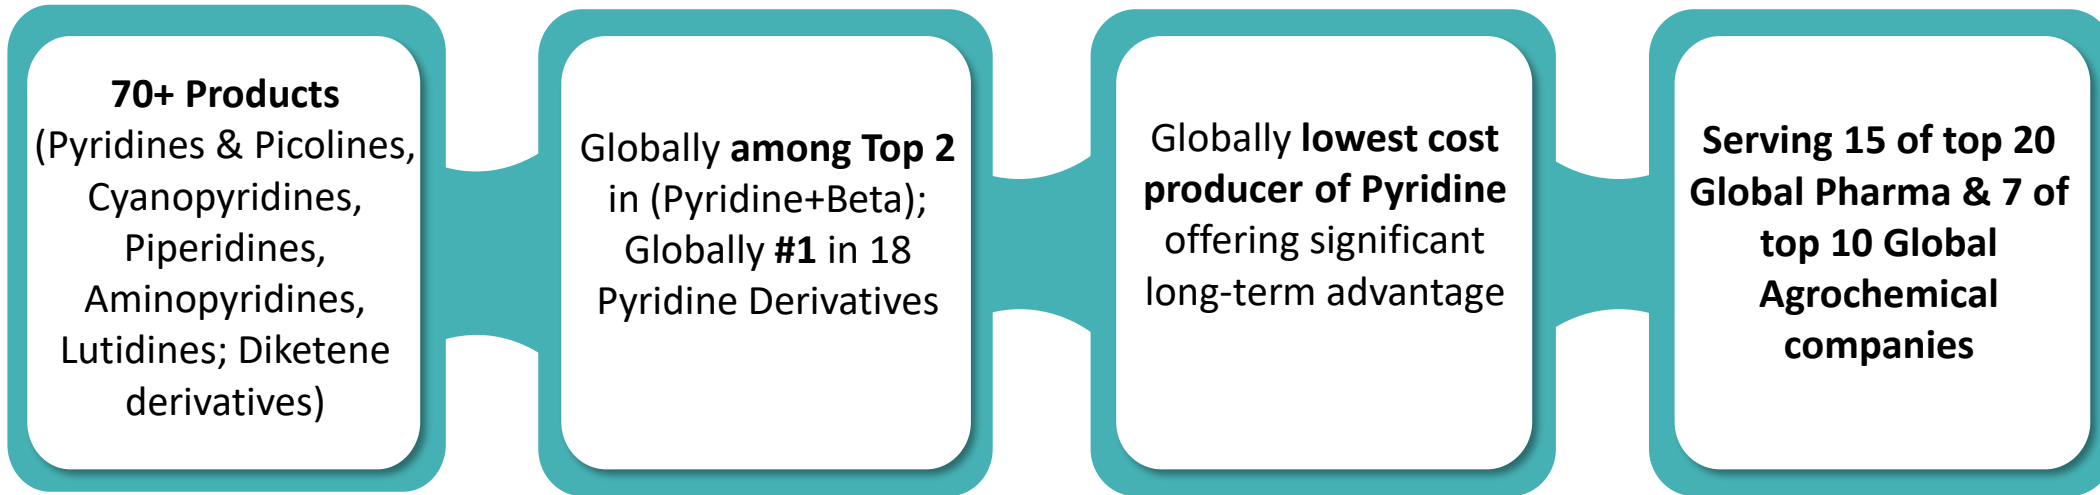 70+ Products
(Pyridines & Picolines,
Cyanopyridines,
Piperidines,
Aminopyridines,
Lutidines; Diketene
derivatives)
Globally among Top 2
in (Pyridine+Beta);
Globally #1 in 18
Pyridine Derivatives
Globally lowest cost
producer of Pyridine
offering significant
long-term advantage
Serving 15 of top 20
Global Pharma & 7 of
top 10 Global
Agrochemical
companies